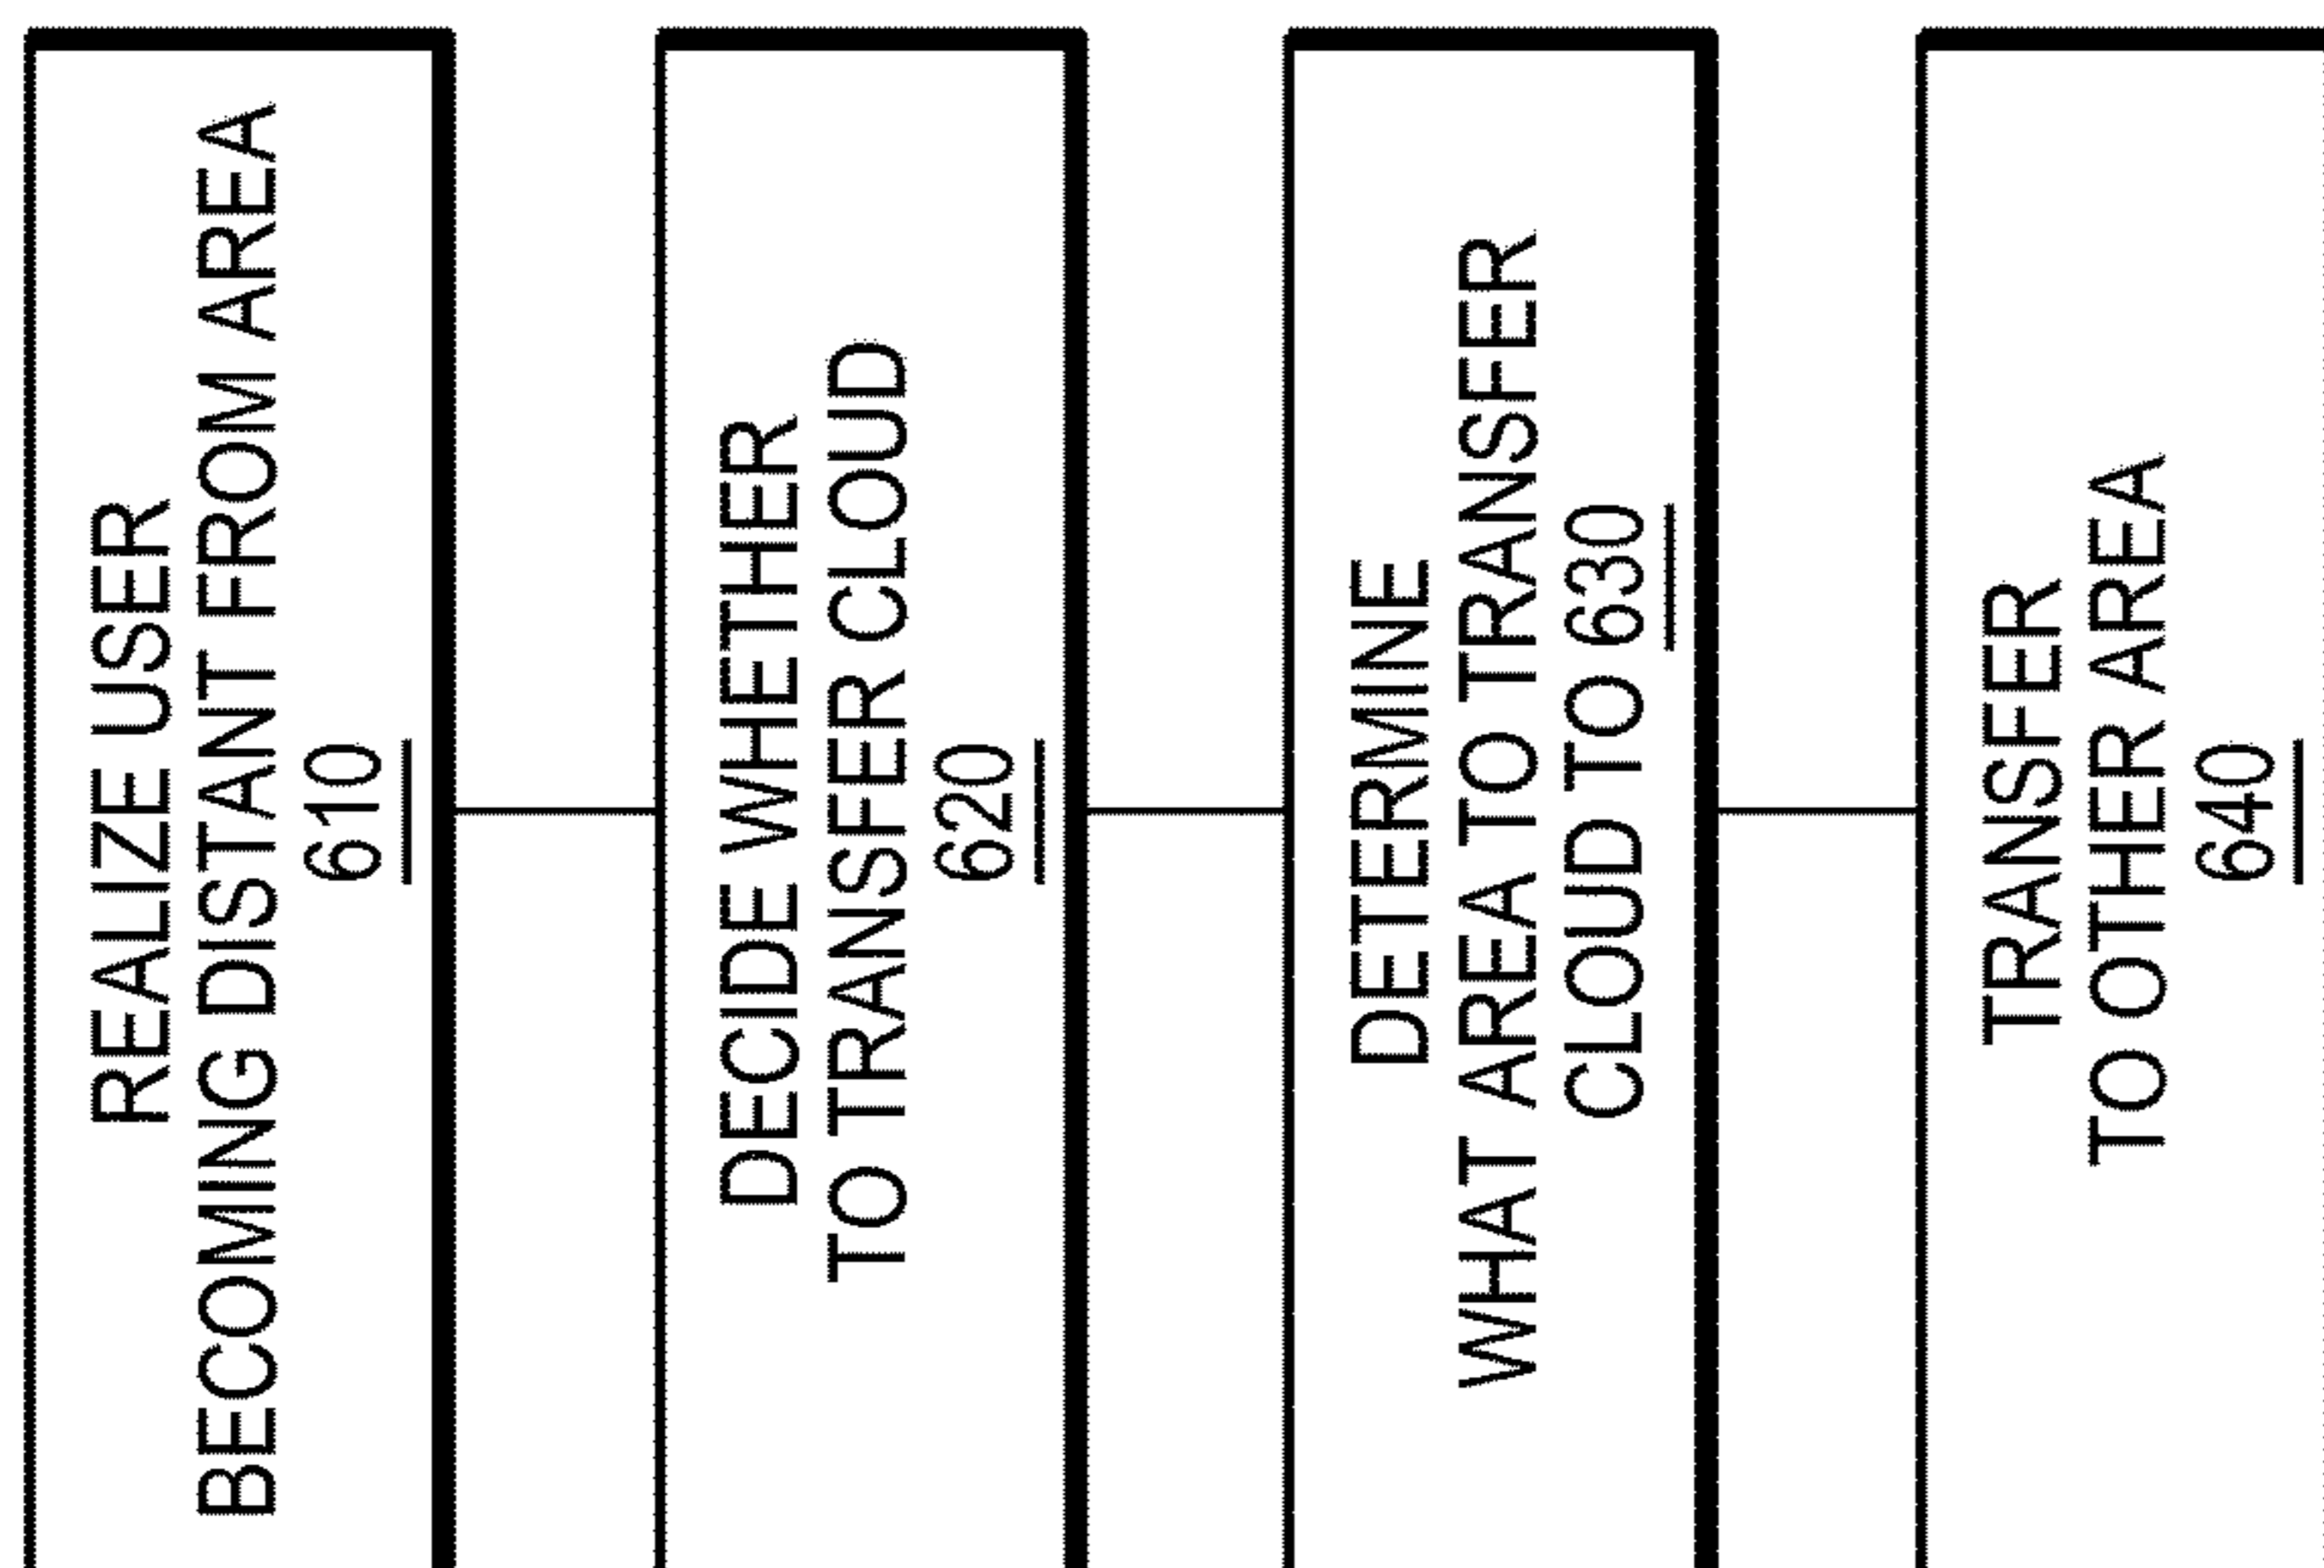 REALIZE USER
BECOMING DISTANT FROM AREA
610
DECIDE WHETHER
TO TRANSFER CLOUD
620
DETERMINE
WHAT AREA TO TRANSFER
CLOUD TO 630
TRANSFER
TO OTHER AREA
640